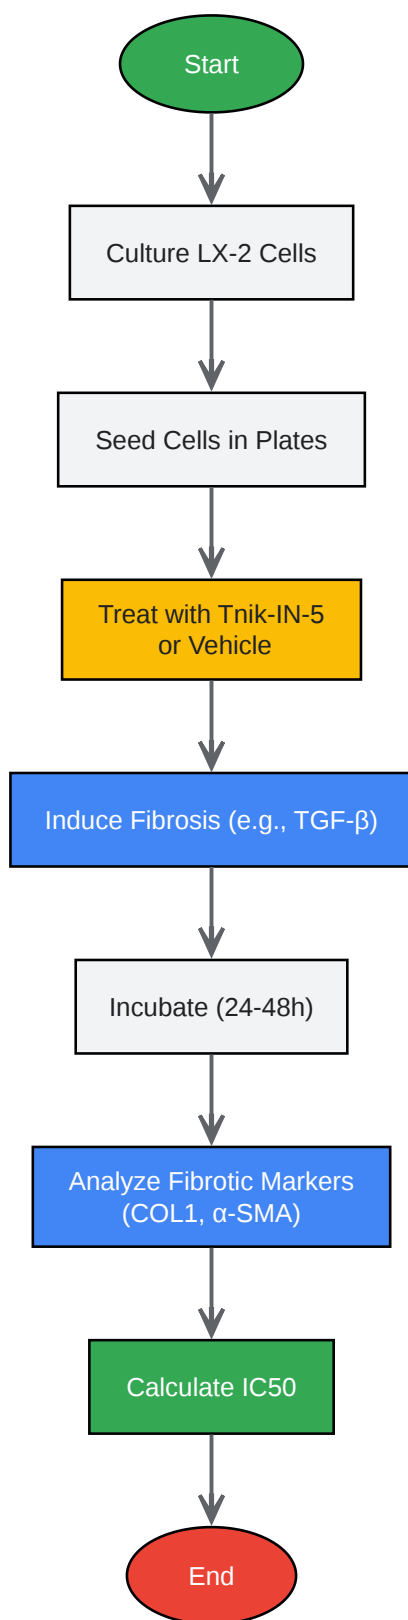 Start
Culture LX-2 Cells
Seed Cells in Plates
Treat with Tnik-IN-5
or Vehicle
Induce Fibrosis (e.g., TGF-β)
Incubate (24-48h)
Analyze Fibrotic Markers
(COL1, α-SMA)
Calculate IC50
End